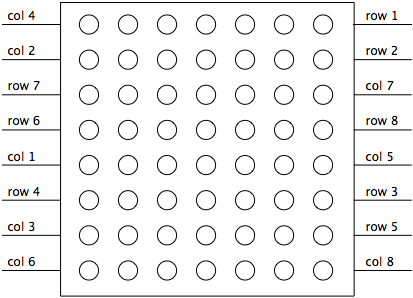 col 4 row 1
col 2 row 2
row 7 col 7
row 6 row 8
col 1 col 5
row 4 row 3
col 3 row 5
col 6 col 8